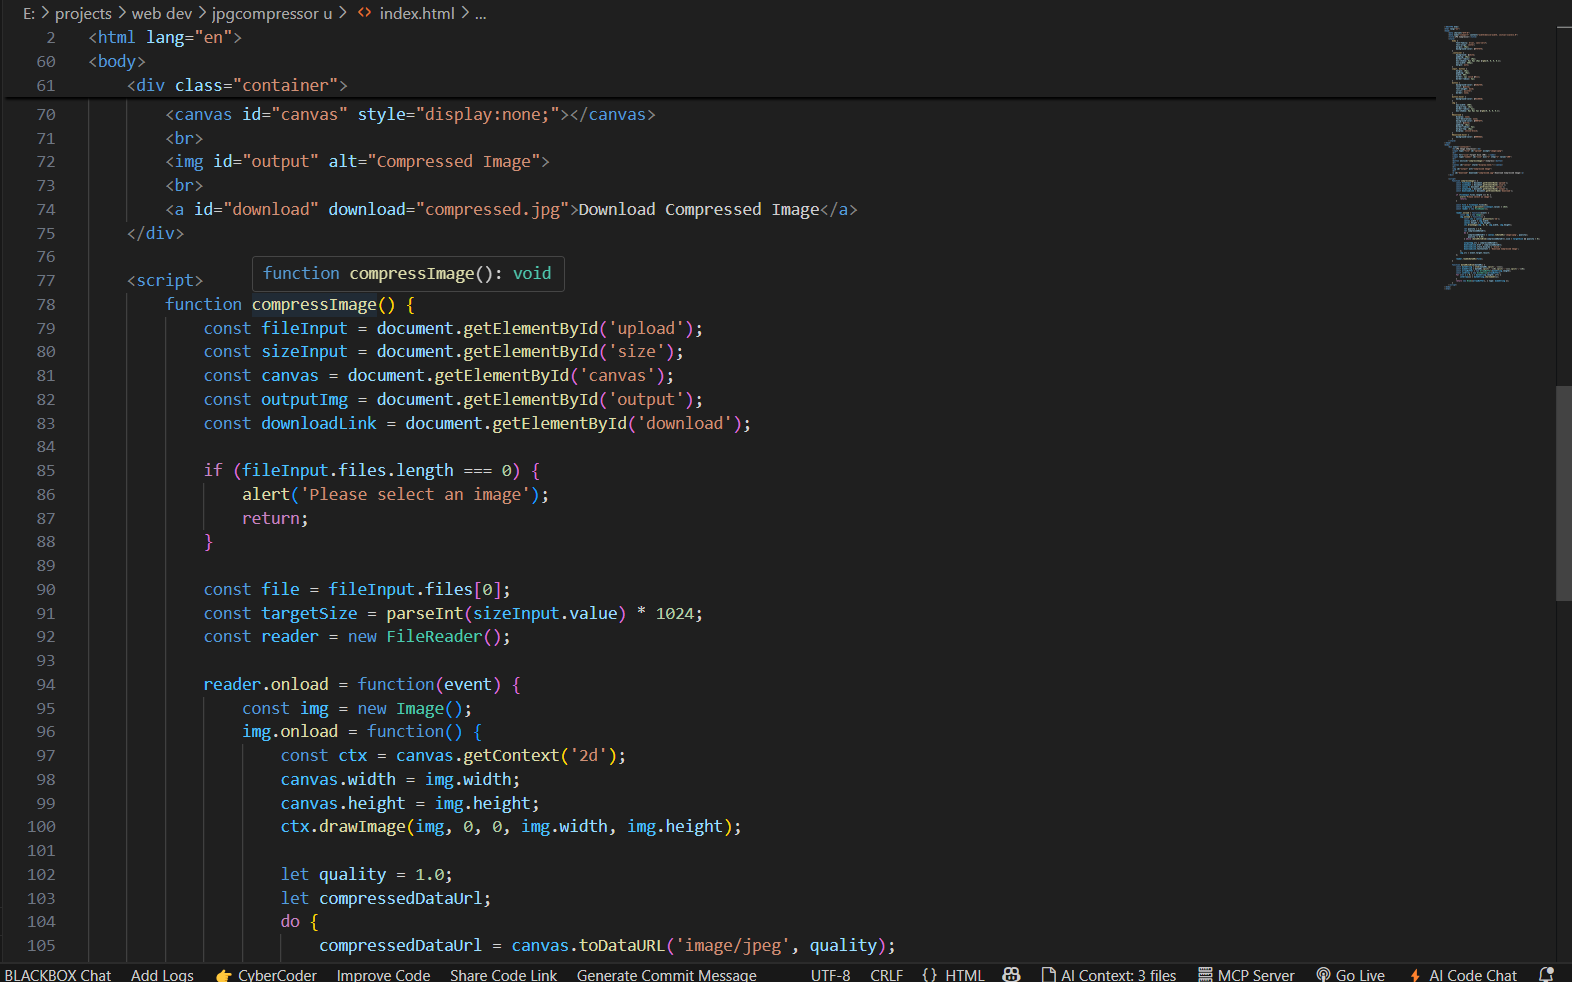 E: > projects > web dev > jpgcompressor u > <> index.html > ...
2 <html lang="en">
60 <body>
61 <div class="container">
70 <canvas id="canvas" style="display:none;"></canvas>
71 <br>
72 <img id="output" alt="Compressed Image">
73 <br>
74 <a id="download" download="compressed.jpg">Download Compressed Image</a>
75 </div>
76
function compressImage(): void
77 <script>
78 function compressImage() {
79 const fileInput = document.getElementById('upload');
80 const sizeInput = document.getElementById('size');
81 const canvas = document.getElementById('canvas');
82 const outputImg = document.getElementById('output');
83 const downloadLink = document.getElementById('download');
84
85 if (fileInput.files.length === 0) {
86 alert('Please select an image');
87 return;
88 }
89
90 const file = fileInput.files[0];
91 const targetSize = parseInt(sizeInput.value) * 1024;
92 const reader = new FileReader();
93
94 reader.onload = function(event) {
95 const img = new Image();
96 img.onload = function() {
97 const ctx = canvas.getContext('2d');
98 canvas.width = img.width;
99 canvas.height = img.height;
100 ctx.drawImage(img, 0, 0, img.width, img.height);
101
102 let quality = 1.0;
103 let compressedDataUrl;
104 do {
105 compressedDataUrl = canvas.toDataURL('image/jpeg', quality);
BLACKBOX Chat Add Logs 👉 CyberCoder Improve Code Share Code Link Generate Commit Message UTF-8 CRLF {} HTML AI Context: 3 files MCP Server Go Live AI Code Chat